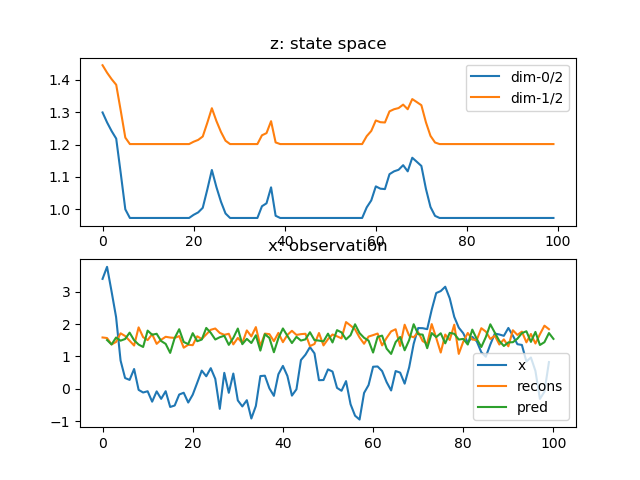 z: state space
1.4
1.3
1.2
1.1
1.0
dim-0/2
dim-1/2
0 20 40 60 80 100
x: observation
3
2
1
0
−1
x
recons
pred
0 20 40 60 80 100